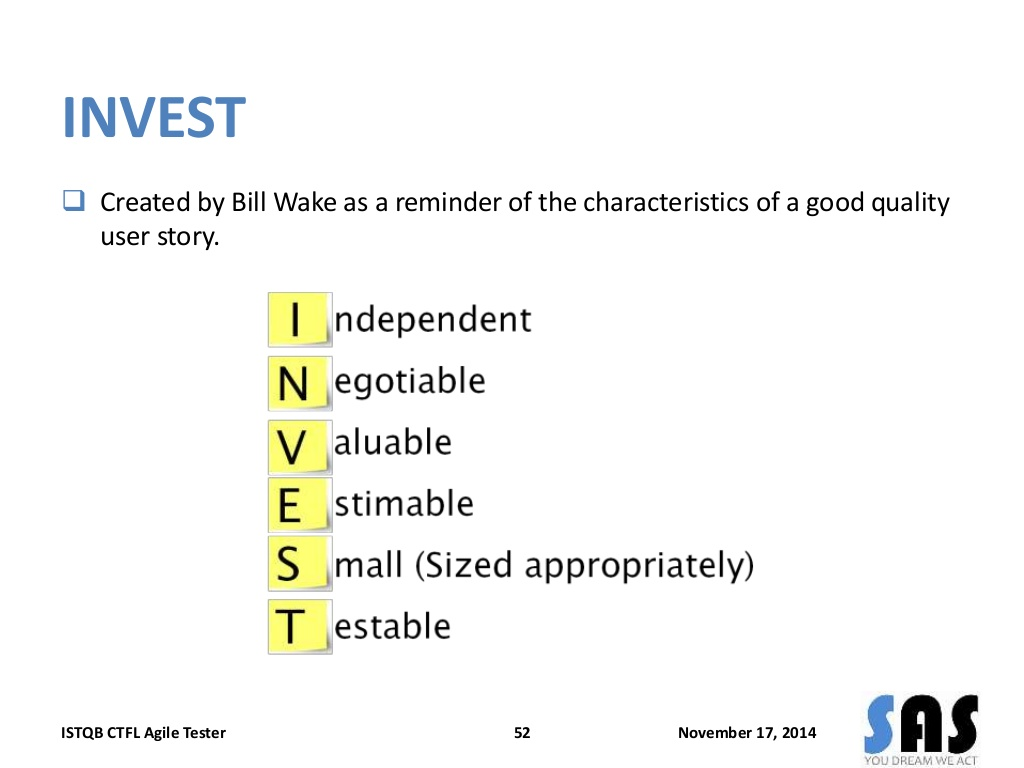 INVEST
❑ Created by Bill Wake as a reminder of the characteristics of a good quality
user story.
Independent
Negotiable
Valuable
Estimable
Small (Sized appropriately)
Testable
ISTQB CTFL Agile Tester 52 November 17, 2014
SAS
YOU DREAM WE ACT